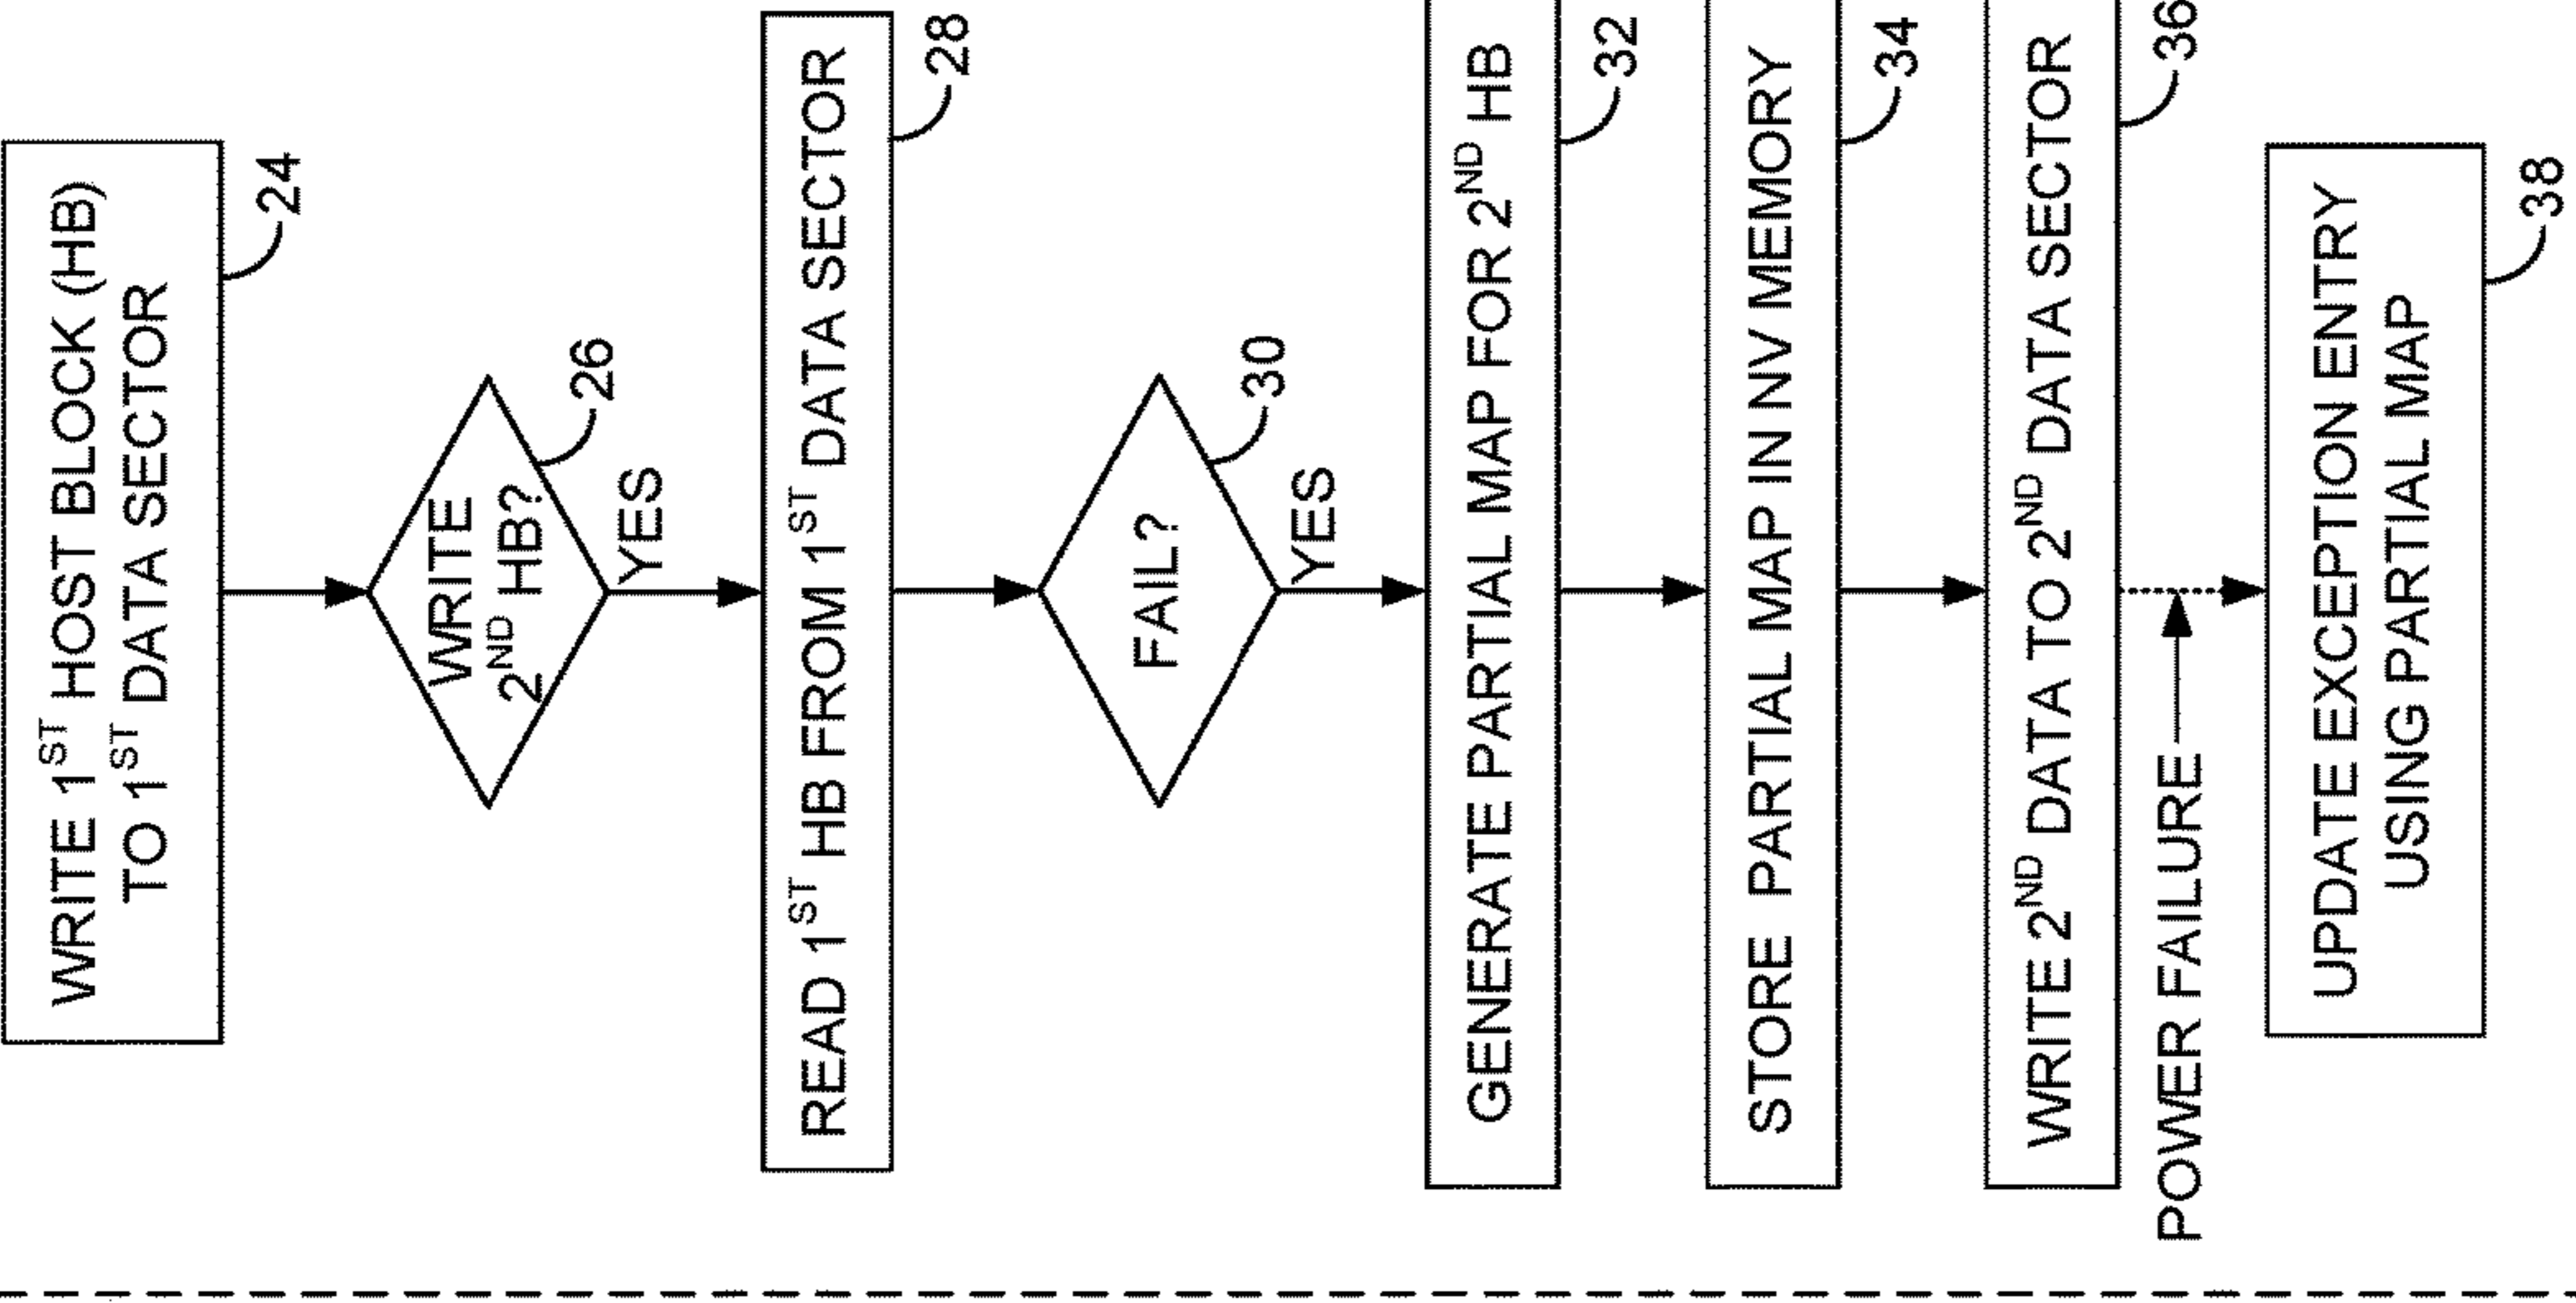 WRITE 1ST HOST BLOCK (HB)
TO 1ST DATA SECTOR
24
WRITE
2ND HB?
26
YES
READ 1ST HB FROM 1ST DATA SECTOR
28
FAIL?
30
YES
GENERATE PARTIAL MAP FOR 2ND HB
32
STORE PARTIAL MAP IN NV MEMORY
34
WRITE 2ND DATA TO 2ND DATA SECTOR
36
POWER FAILURE
UPDATE EXCEPTION ENTRY
USING PARTIAL MAP
38